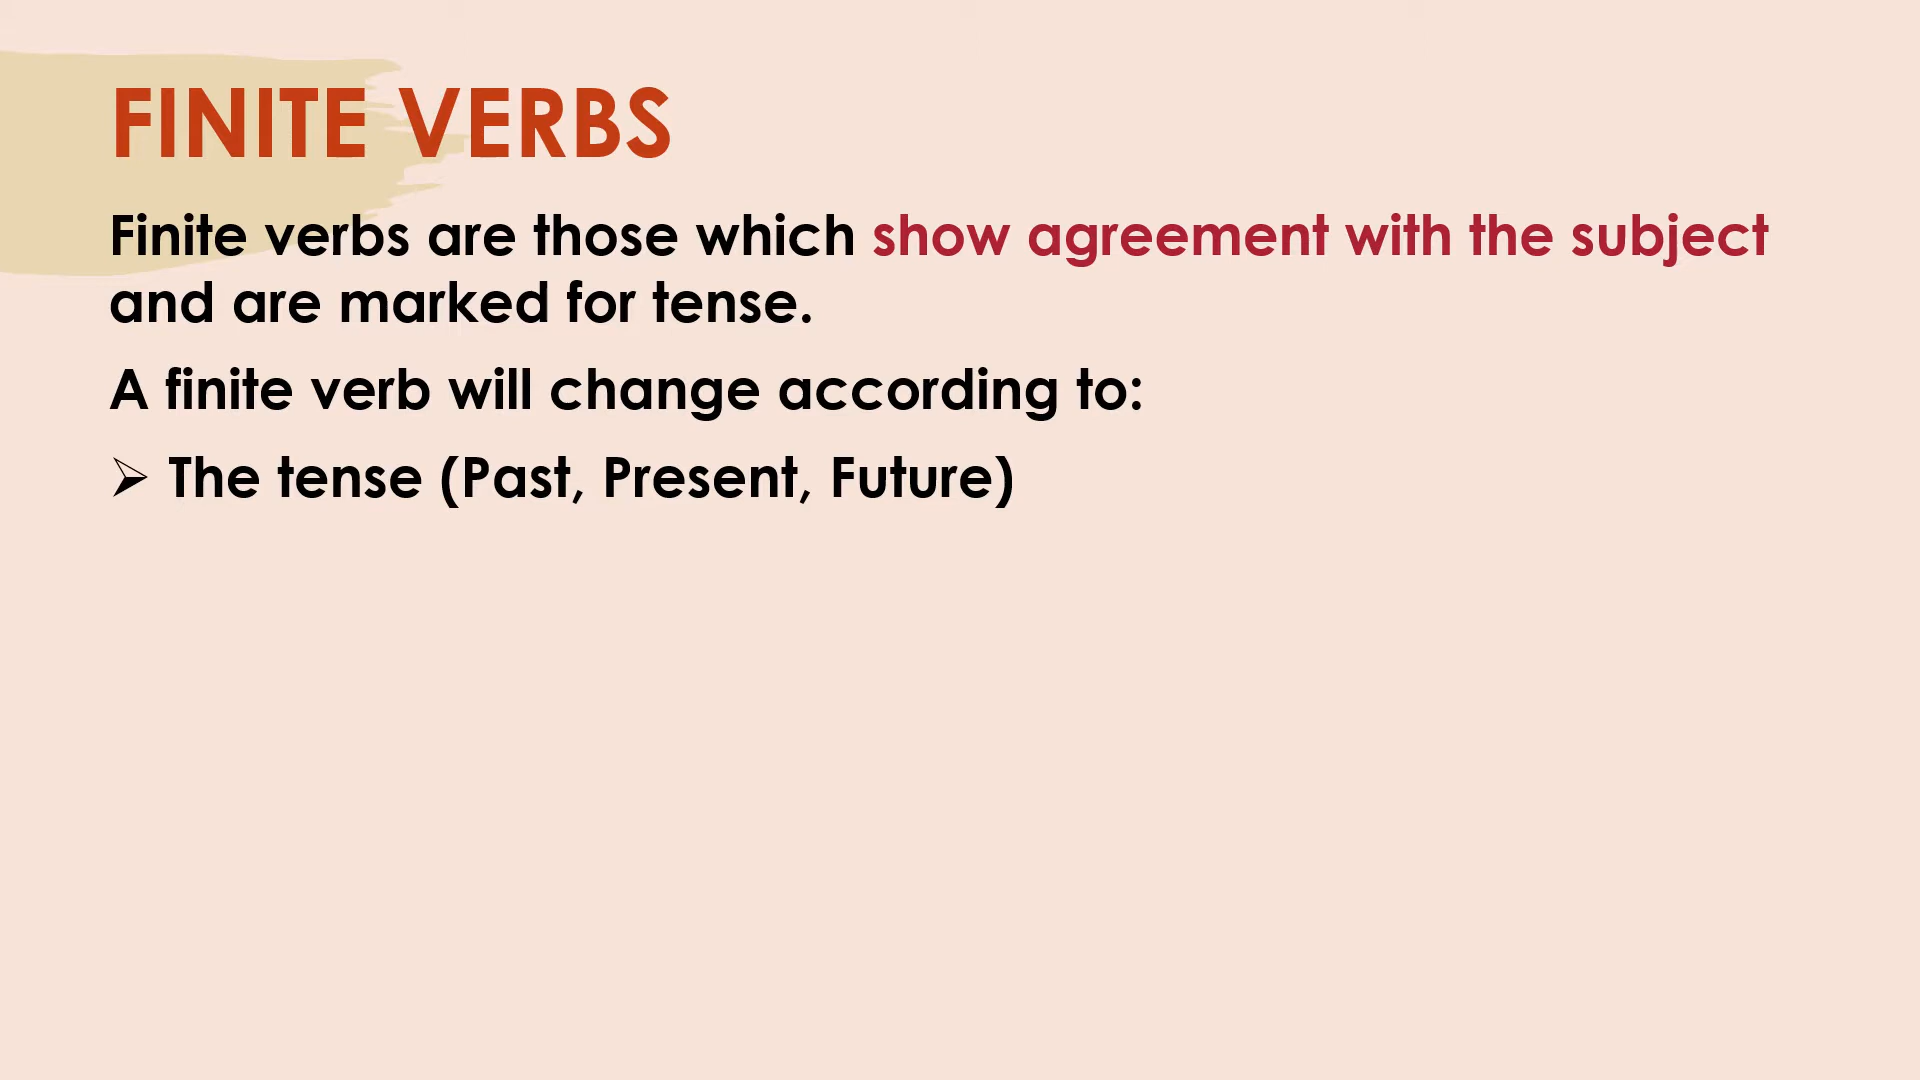 FINITE VERBS
Finite verbs are those which show agreement with the subject
and are marked for tense.
A finite verb will change according to:
➢ The tense (Past, Present, Future)